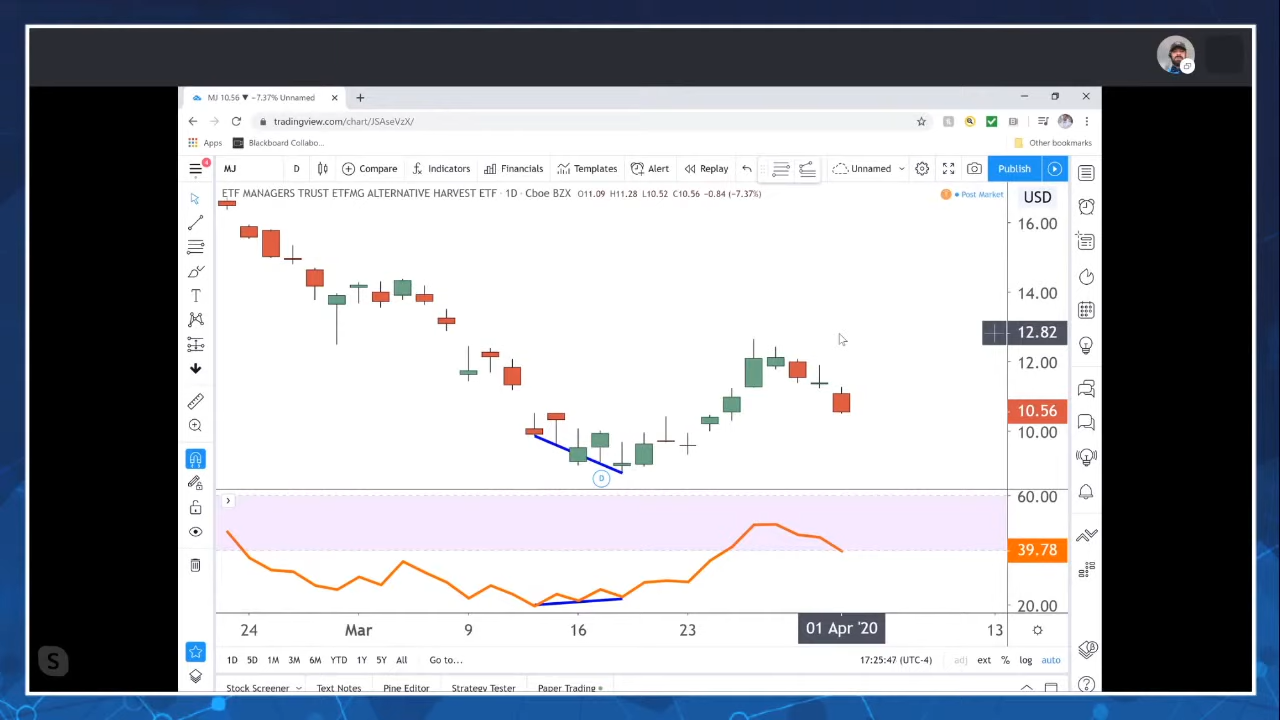 MJ 10.56 ▼ −7.37% Unnamed
tradingview.com/chart/JSAseVzX/
Apps Blackboard Collabo... Other bookmarks
4
MJ D Compare Indicators Financials Templates Alert Replay Unnamed Publish
ETF MANAGERS TRUST ETFMG ALTERNATIVE HARVEST ETF · 1D · Cboe BZX O11.09 H11.28 L10.52 C10.56 −0.84 (−7.37%)
Post Market
USD
16.00
14.00
12.82
12.00
10.56
10.00
D
60.00
39.78
20.00
24 Mar 9 16 23 01 Apr '20 13
1D 5D 1M 3M 6M YTD 1Y 5Y All Go to... 17:25:47 (UTC-4) adj ext % log auto
Stock Screener Text Notes Pine Editor Strategy Tester Paper Trading